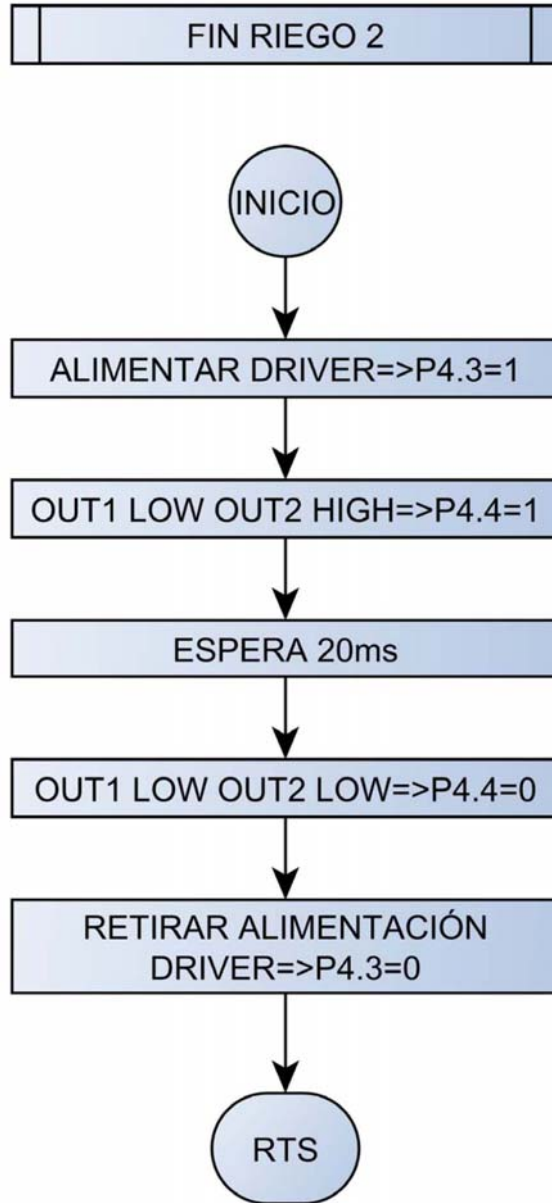 FIN RIEGO 2
INICIO
ALIMENTAR DRIVER=>P4.3=1
OUT1 LOW OUT2 HIGH=>P4.4=1
ESPERA 20ms
OUT1 LOW OUT2 LOW=>P4.4=0
RETIRAR ALIMENTACIÓN
DRIVER=>P4.3=0
RTS